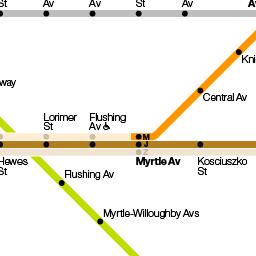 St
Av
Av
St
Av
Kni
way
Central Av
Lorimer
St
Flushing
Av
M
J
Z
Hewes
St
Myrtle Av
Kosciuszko
St
Flushing Av
Myrtle-Willoughby Avs